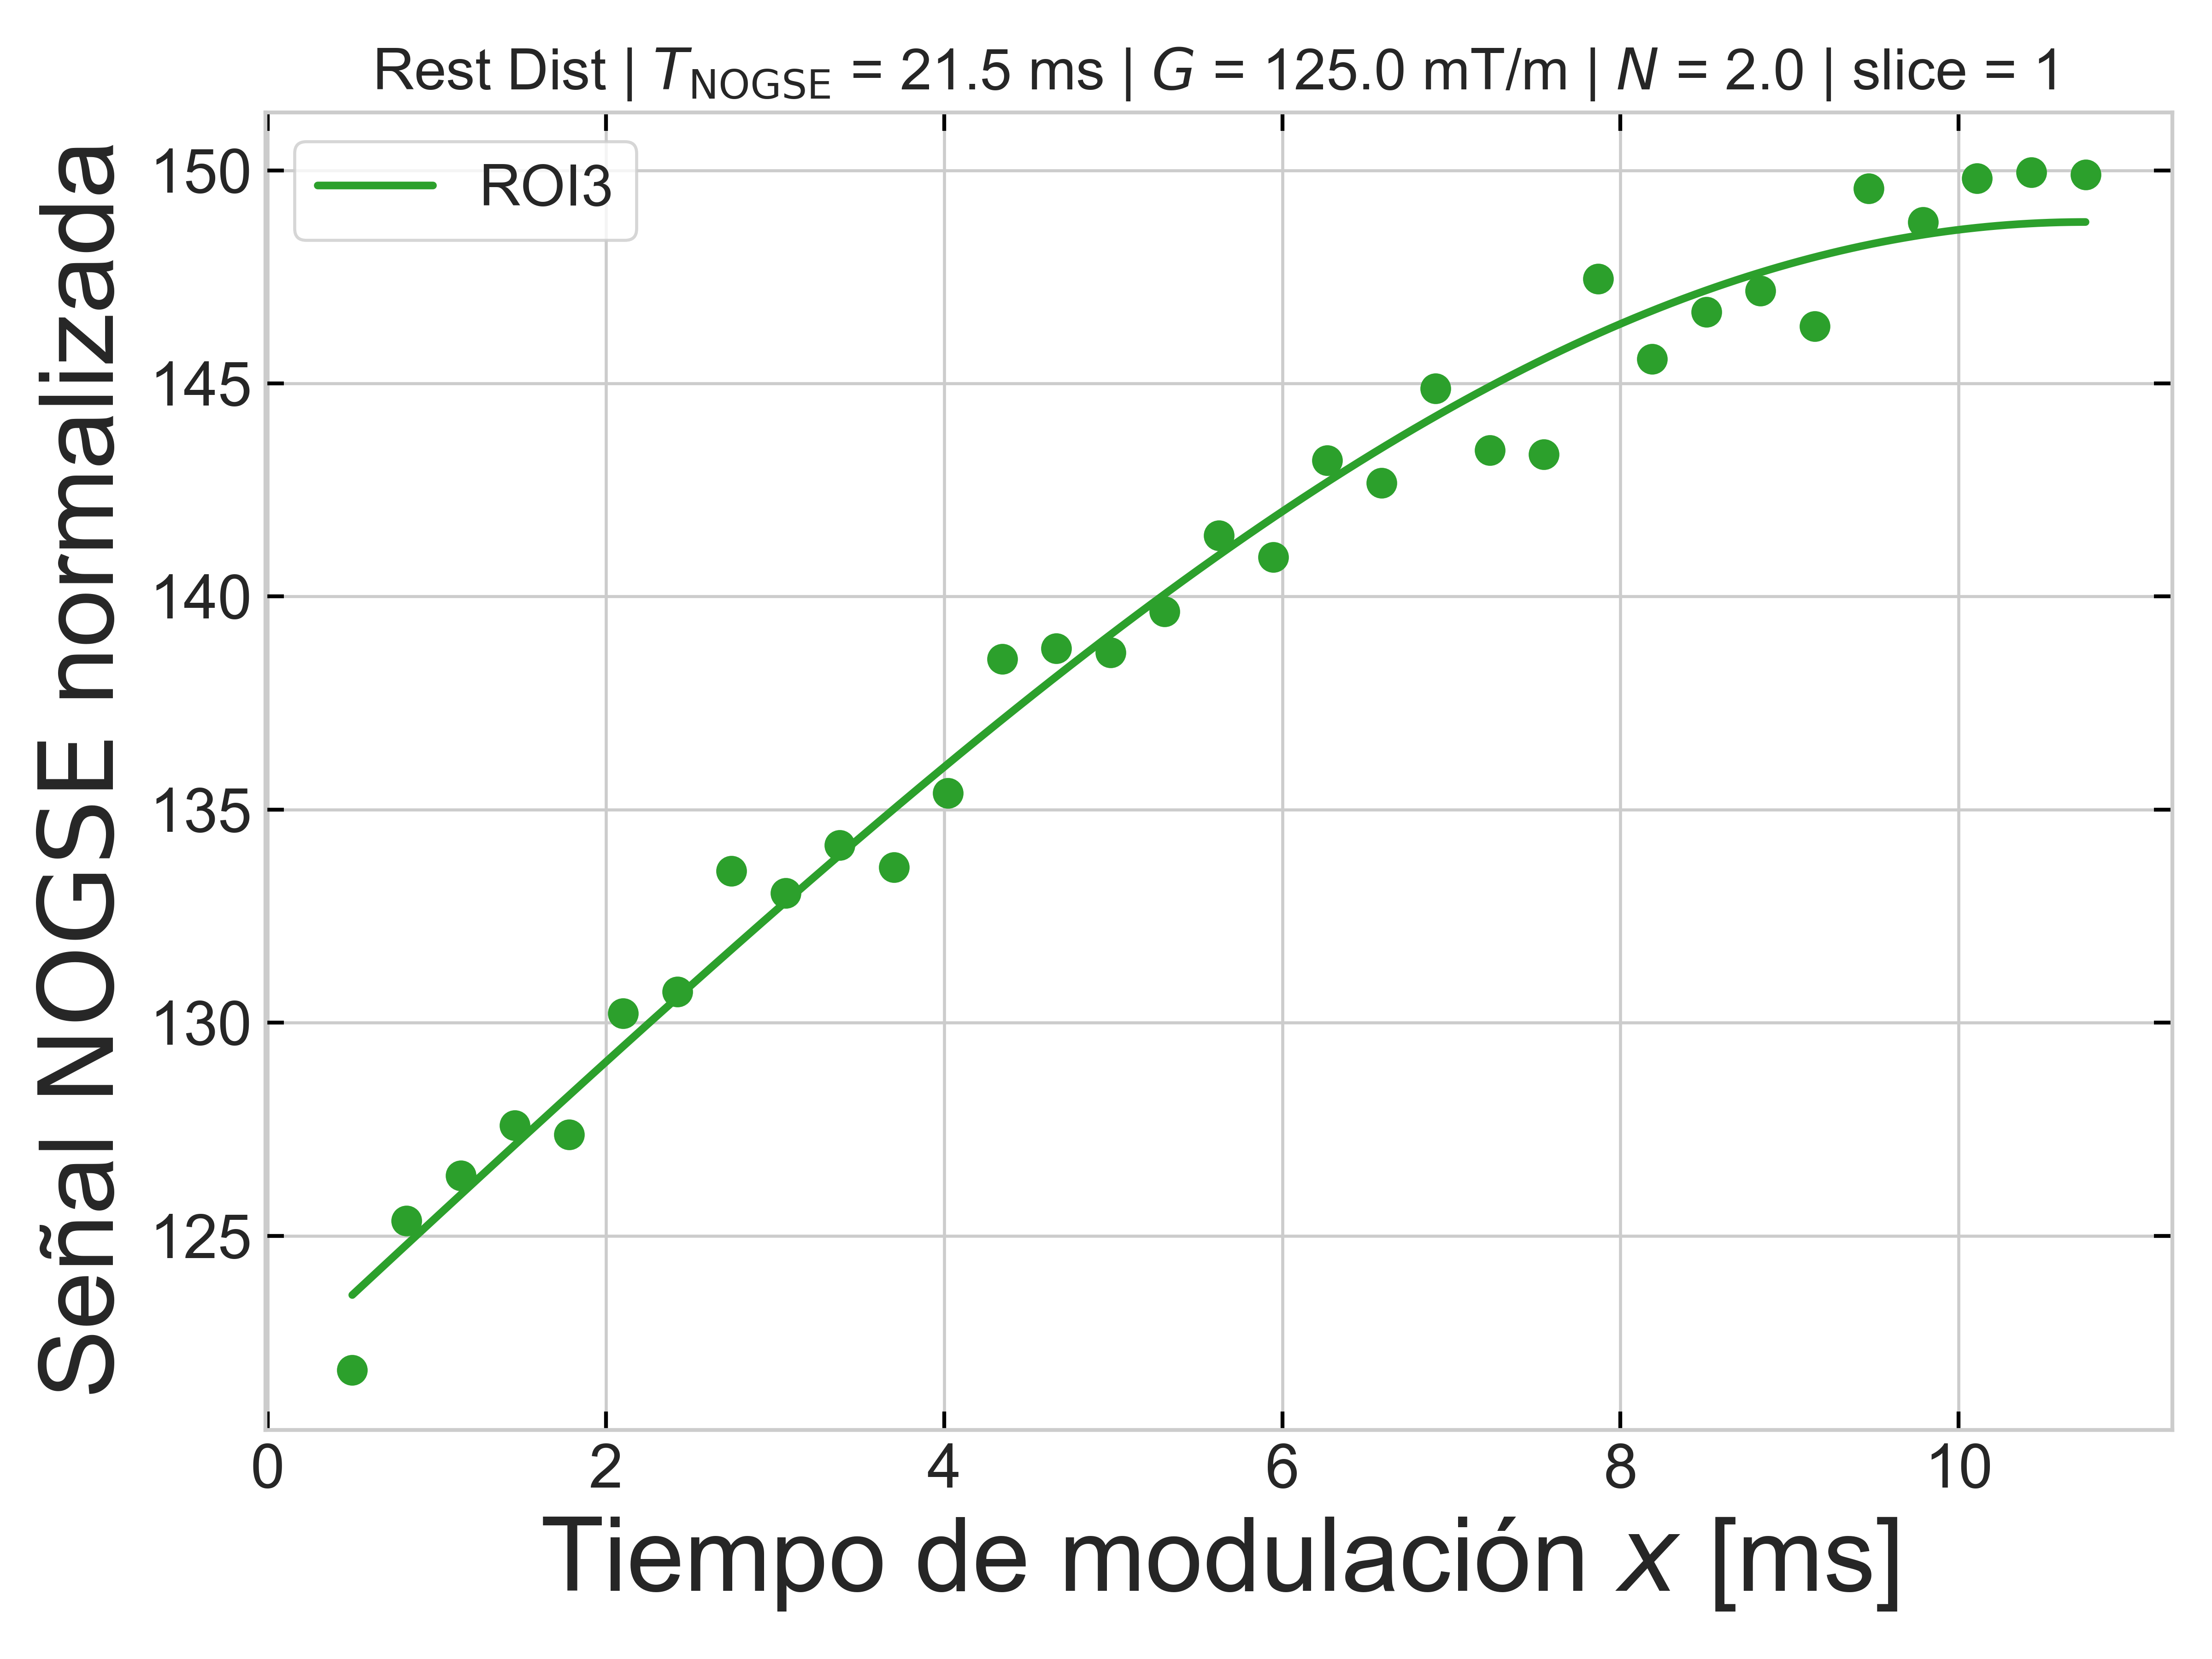 Rest Dist | T_NOGSE = 21.5 ms | G = 125.0 mT/m | N = 2.0 | slice = 1
ROI3
Señal NOGSE normalizada
150
145
140
135
130
125
0 2 4 6 8 10
Tiempo de modulación x [ms]